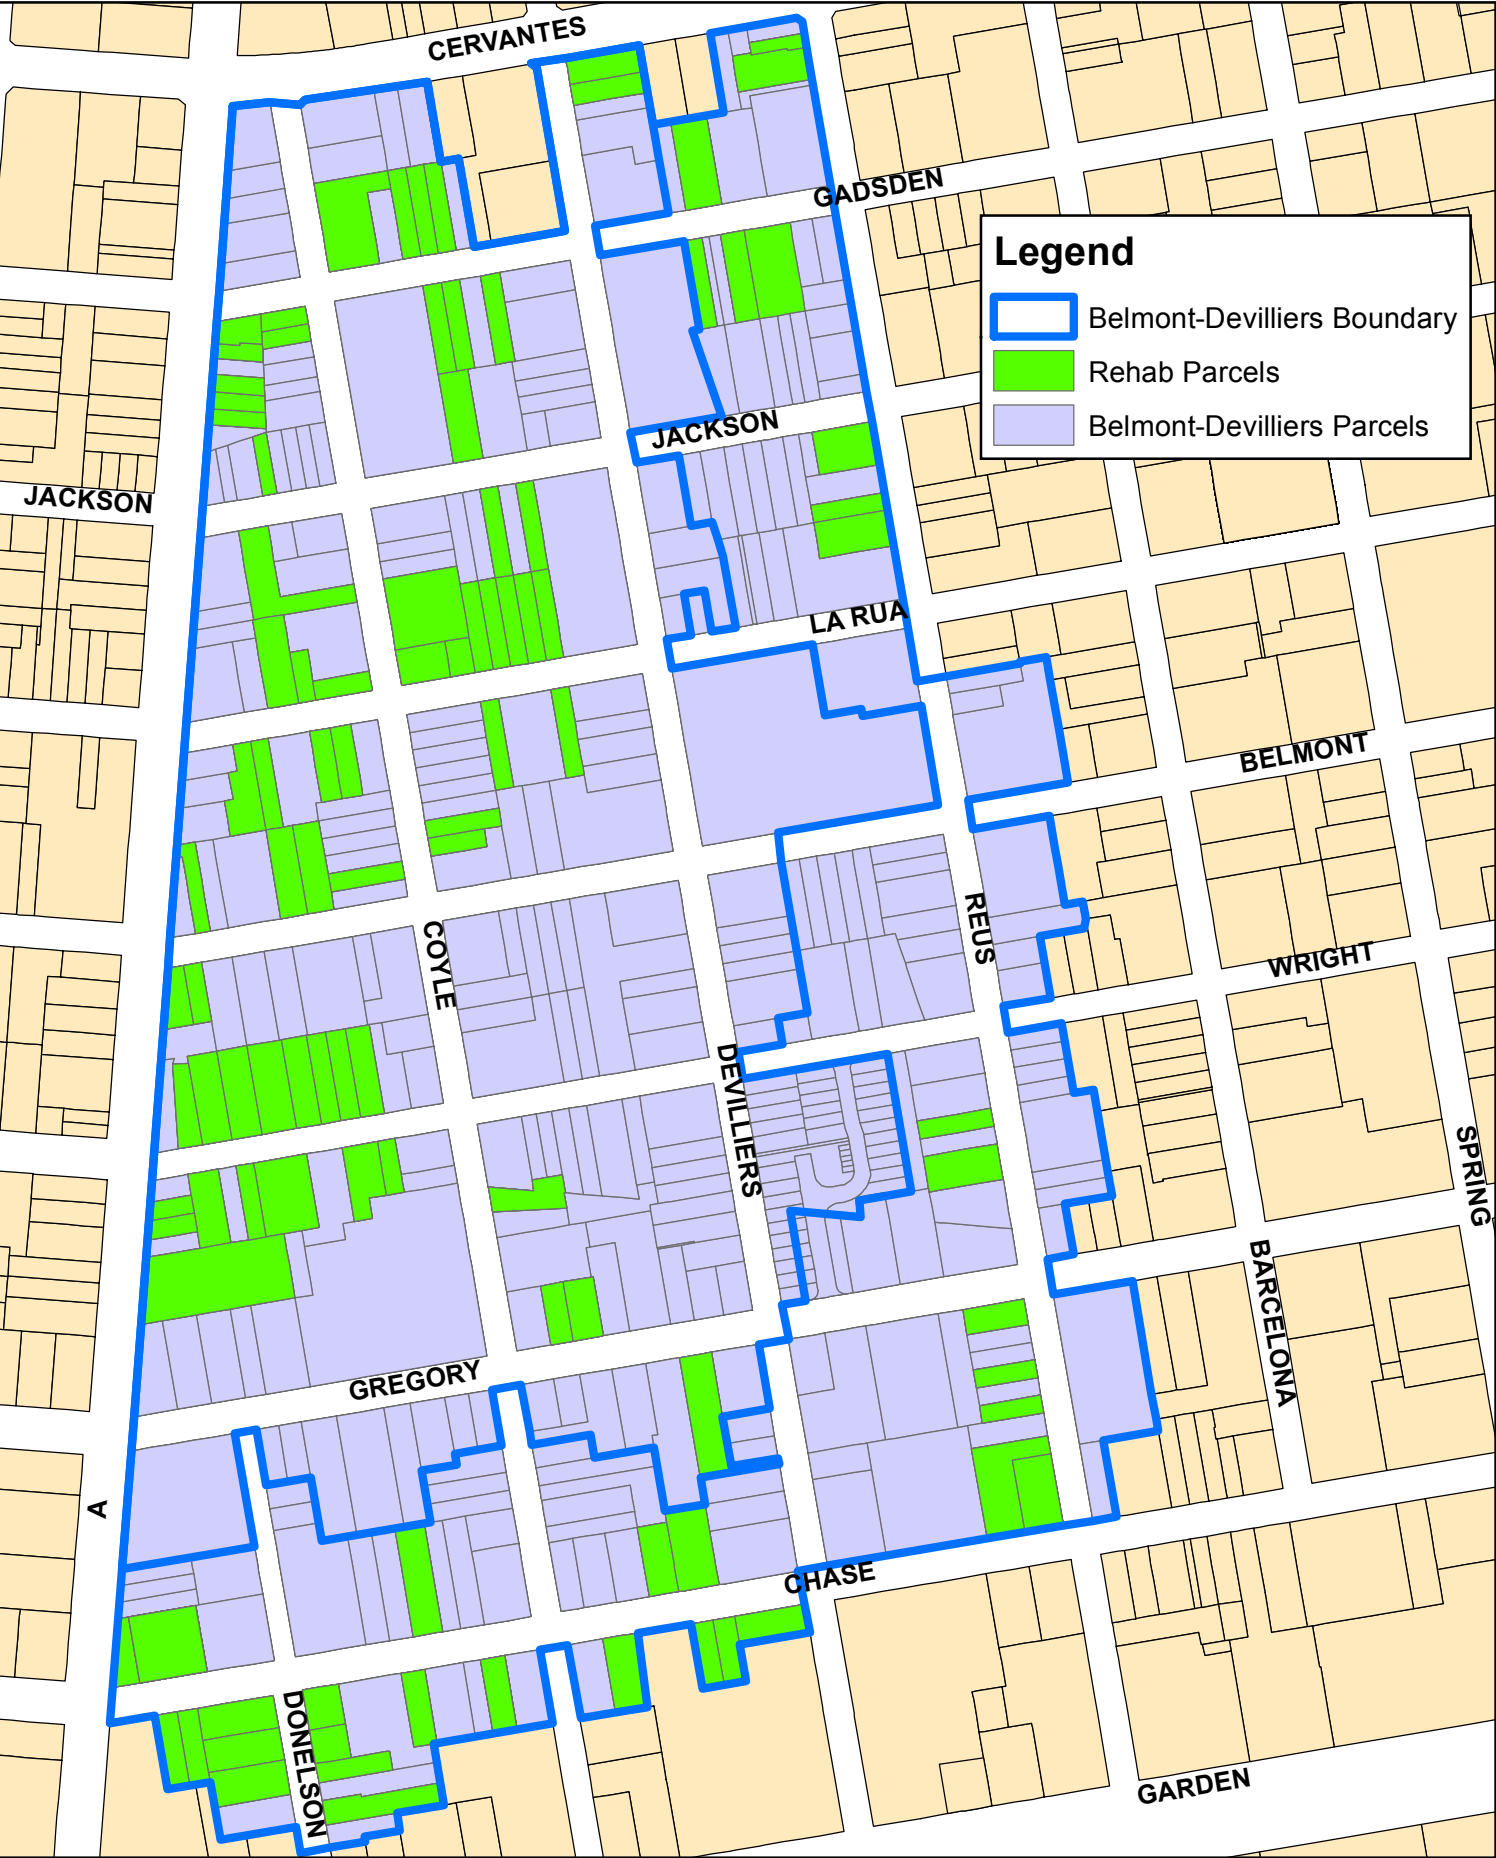 CERVANTES
GADSDEN
Legend
Belmont-Devilliers Boundary
Rehab Parcels
Belmont-Devilliers Parcels
JACKSON
JACKSON
LA RUA
BELMONT
COYLE
REUS
WRIGHT
DEVILLIERS
SPRING
BARCELONA
GREGORY
A
CHASE
DONELSON
GARDEN